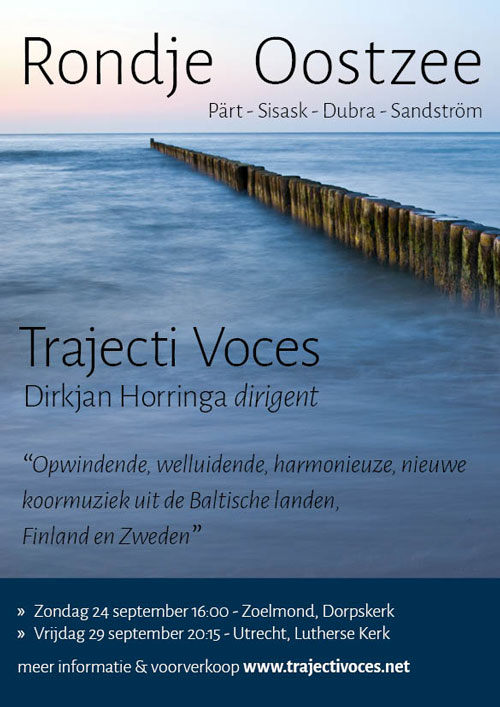 Rondje Oostzee
Pärt - Sisask - Dubra - Sandström
Trajecti Voces
Dirkjan Horringa dirigent
“Opwindende, welluidende, harmonieuze, nieuwe
koormuziek uit de Baltische landen,
Finland en Zweden”
» Zondag 24 september 16:00 - Zoelmond, Dorpskerk
» Vrijdag 29 september 20:15 - Utrecht, Lutherse Kerk
meer informatie & voorverkoop www.trajectivoces.net